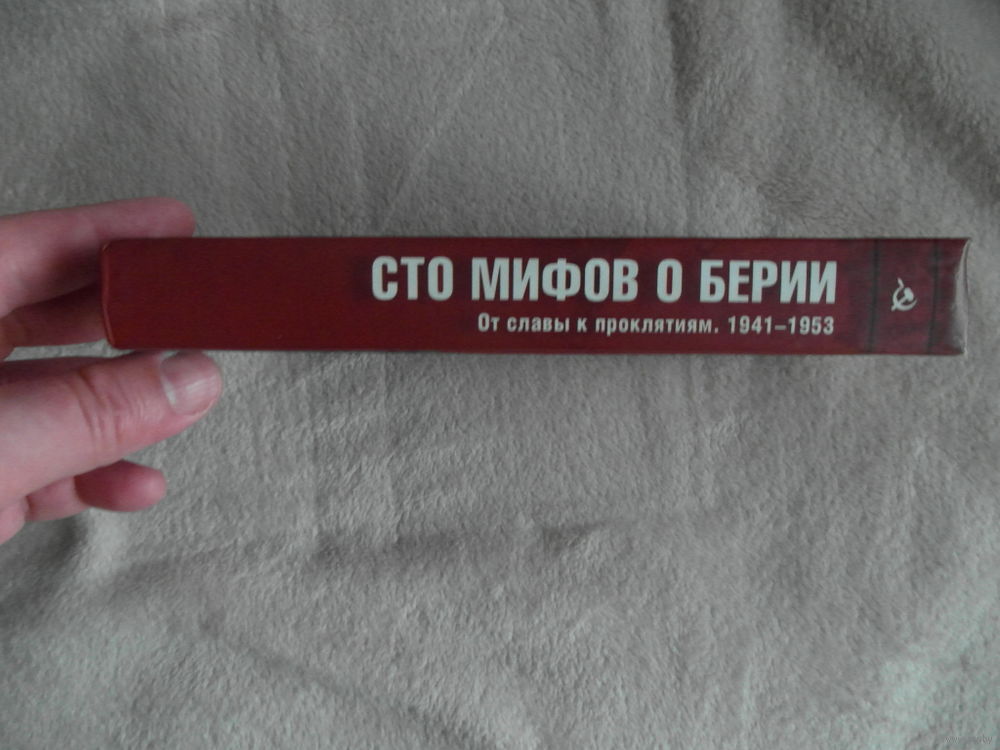 СТО МИФОВ О БЕРИИ
От славы к проклятиям. 1941–1953